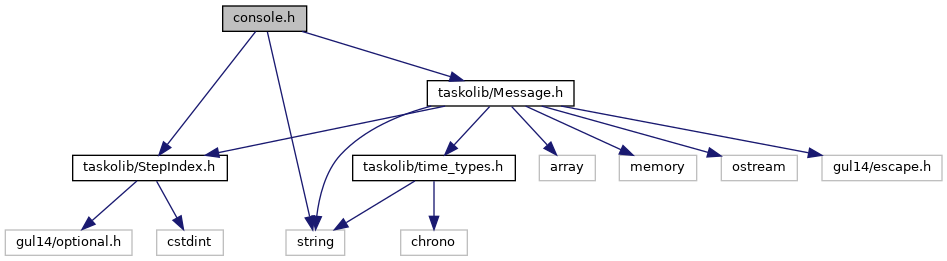 console.h
taskolib/Message.h
taskolib/StepIndex.h
taskolib/time_types.h
array
memory
ostream
gul14/escape.h
gul14/optional.h
cstdint
string
chrono